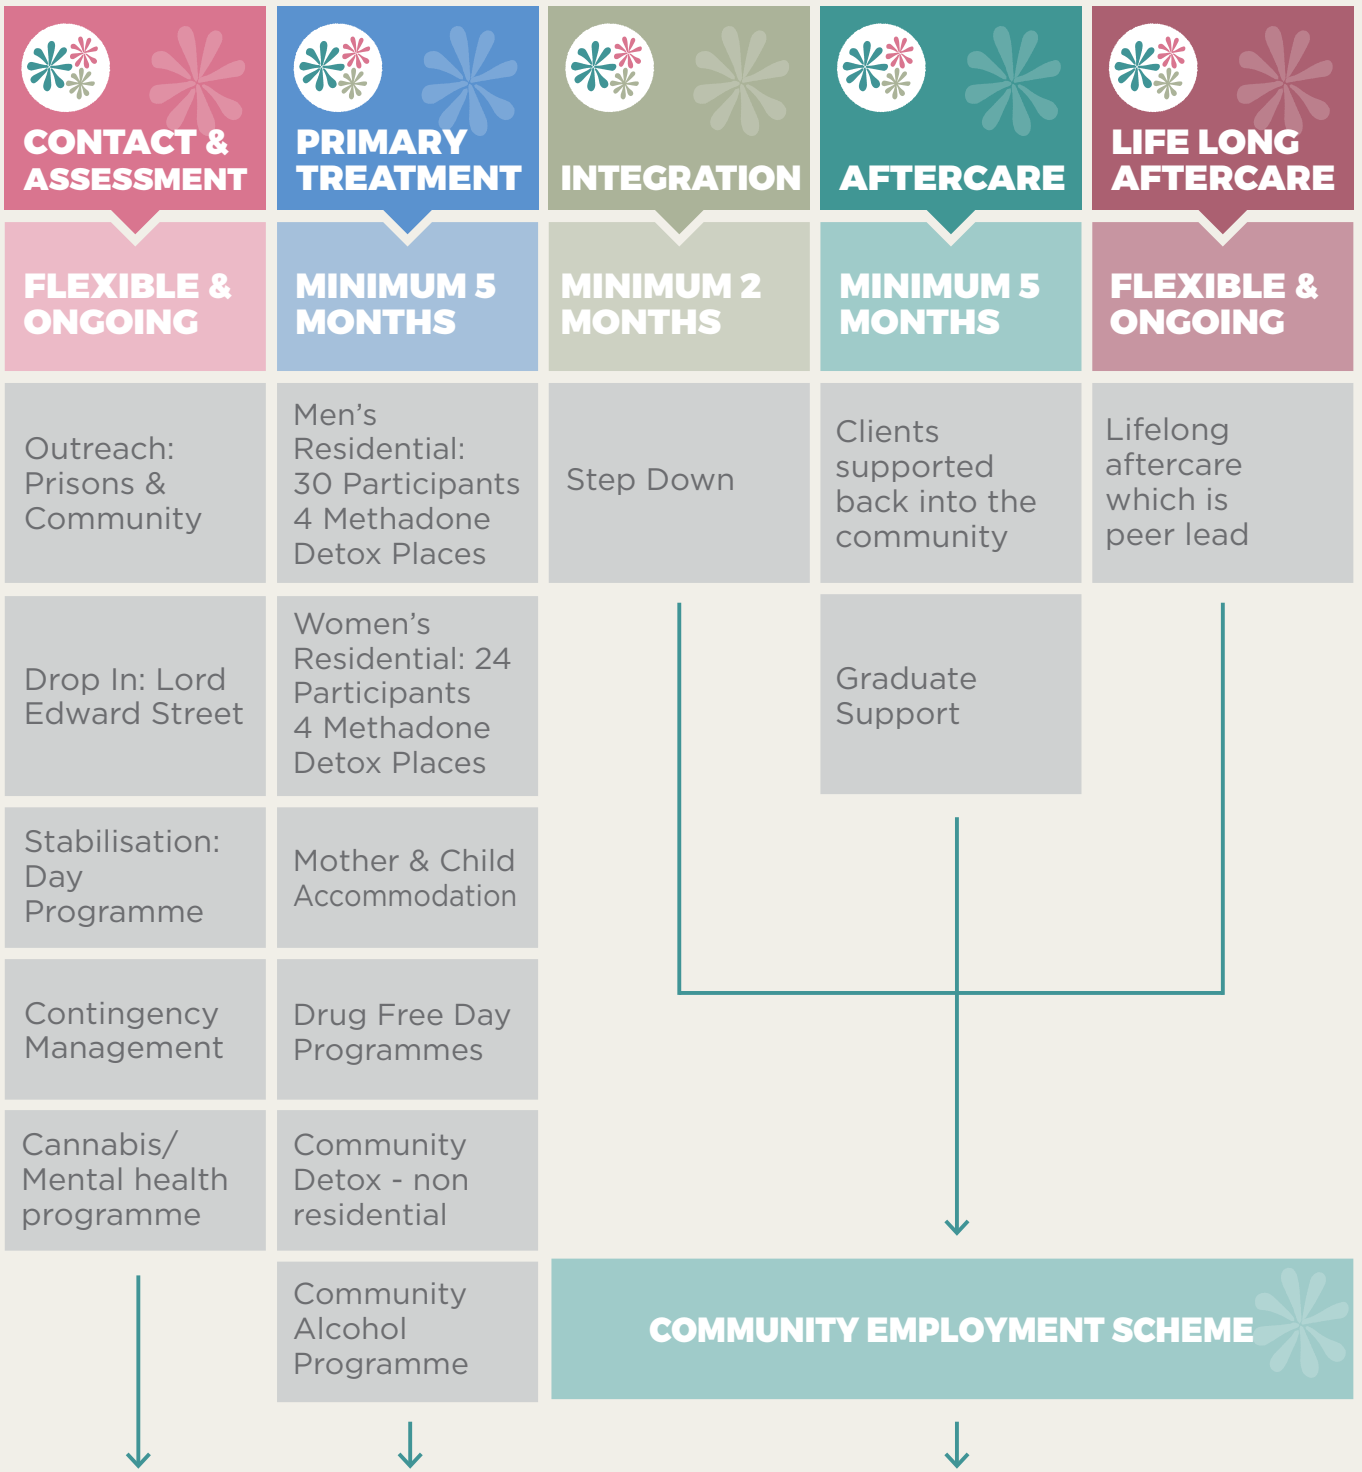 CONTACT &
ASSESSMENT
FLEXIBLE &
ONGOING
Outreach:
Prisons &
Community
Drop In: Lord
Edward Street
Stabilisation:
Day
Programme
Contingency
Management
Cannabis/
Mental health
programme
PRIMARY
TREATMENT
MINIMUM 5
MONTHS
Men’s
Residential:
30 Participants
4 Methadone
Detox Places
Women’s
Residential: 24
Participants
4 Methadone
Detox Places
Mother & Child
Accommodation
Drug Free Day
Programmes
Community
Detox - non
residential
Community
Alcohol
Programme
INTEGRATION
MINIMUM 2
MONTHS
Step Down
AFTERCARE
MINIMUM 5
MONTHS
Clients
supported
back into the
community
Graduate
Support
LIFE LONG
AFTERCARE
FLEXIBLE &
ONGOING
Lifelong
aftercare
which is
peer lead
COMMUNITY EMPLOYMENT SCHEME